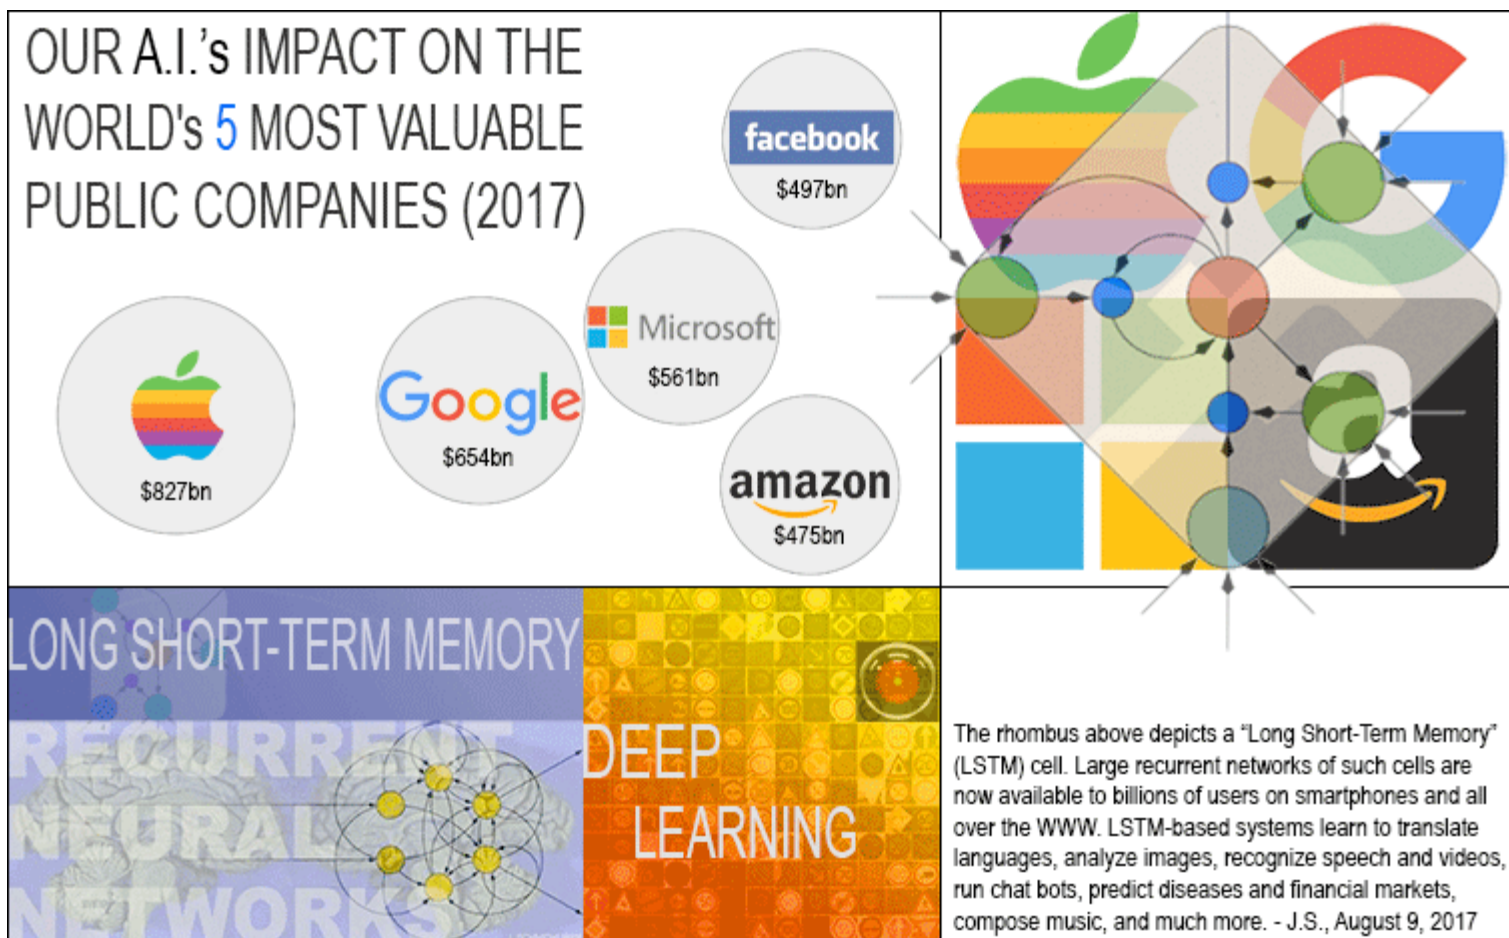 OUR A.I.'s IMPACT ON THE
WORLD's 5 MOST VALUABLE
PUBLIC COMPANIES (2017)
facebook
$497bn
Microsoft
$561bn
Google
$654bn
$827bn
amazon
$475bn
LONG SHORT-TERM MEMORY
RECURRENT
NEURAL
NETWORKS
DEEP
LEARNING
The rhombus above depicts a “Long Short-Term Memory”
(LSTM) cell. Large recurrent networks of such cells are
now available to billions of users on smartphones and all
over the WWW. LSTM-based systems learn to translate
languages, analyze images, recognize speech and videos,
run chat bots, predict diseases and financial markets,
compose music, and much more. - J.S., August 9, 2017